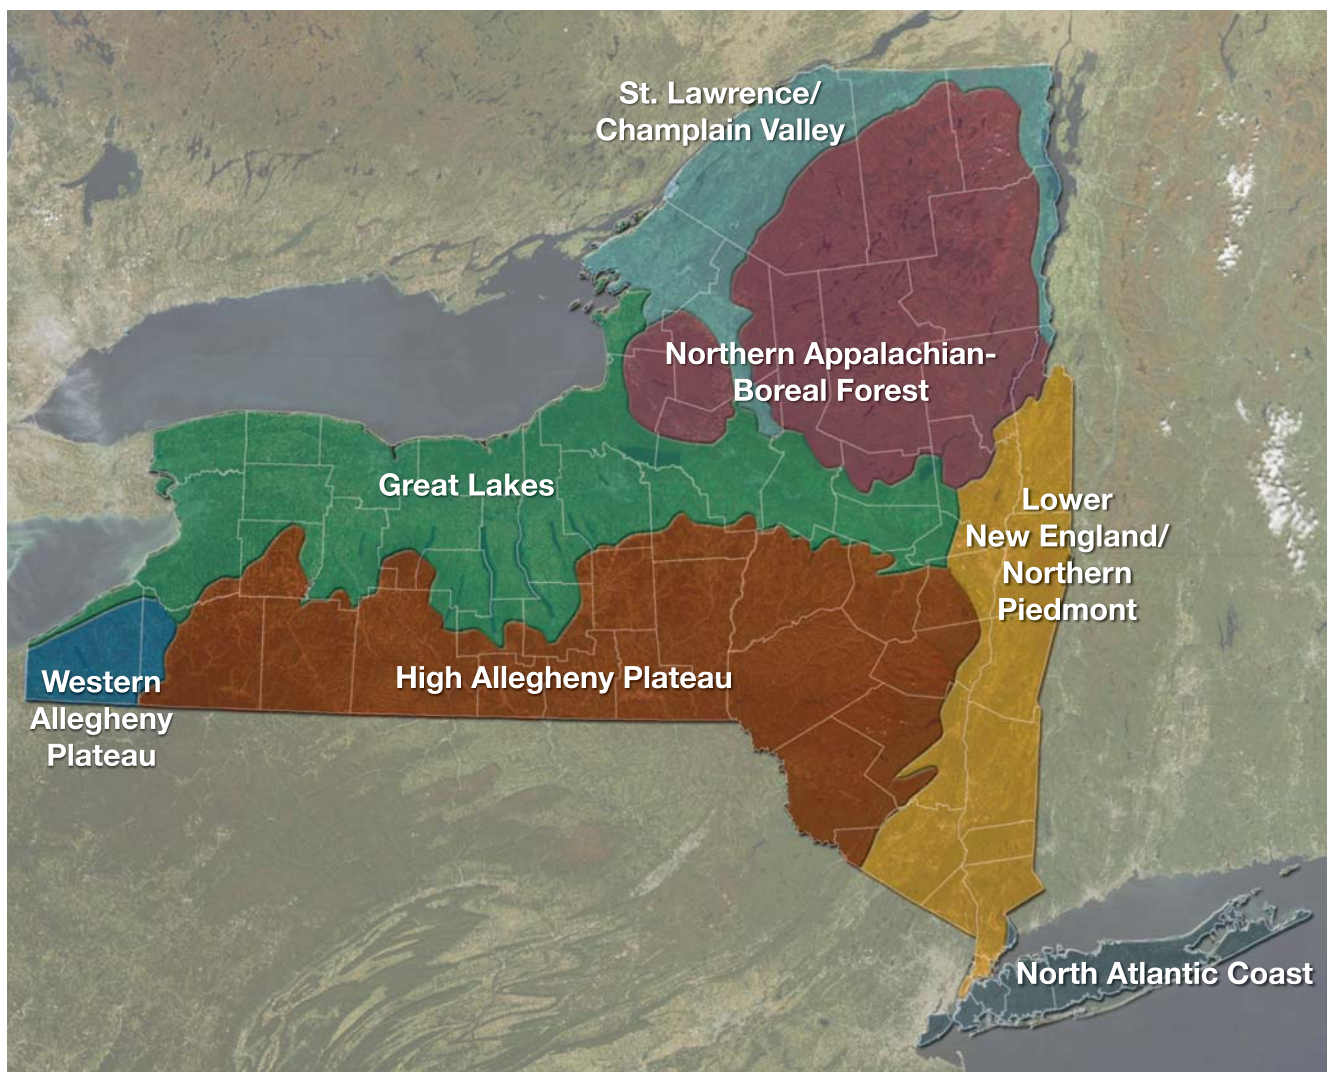 St. Lawrence/
Champlain Valley
Northern Appalachian-
Boreal Forest
Great Lakes
Lower
New England/
Northern
Piedmont
High Allegheny Plateau
Western
Allegheny
Plateau
North Atlantic Coast